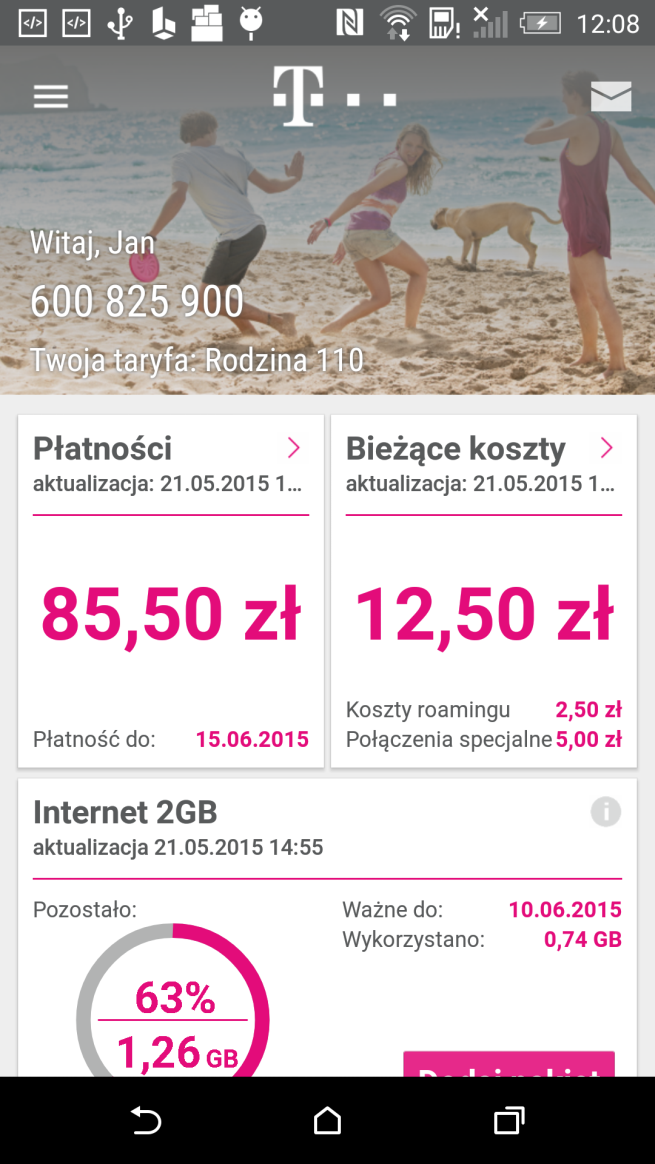 12:08
T
Witaj, Jan
600 825 900
Twoja taryfa: Rodzina 110
Płatności
aktualizacja: 21.05.2015 1...
85,50 zł
Płatność do: 15.06.2015
Bieżące koszty
aktualizacja: 21.05.2015 1...
12,50 zł
Koszty roamingu 2,50 zł
Połączenia specjalne 5,00 zł
Internet 2GB
aktualizacja 21.05.2015 14:55
Pozostało:
63%
1,26 GB
Ważne do: 10.06.2015
Wykorzystano: 0,74 GB
Dodaj pakiet